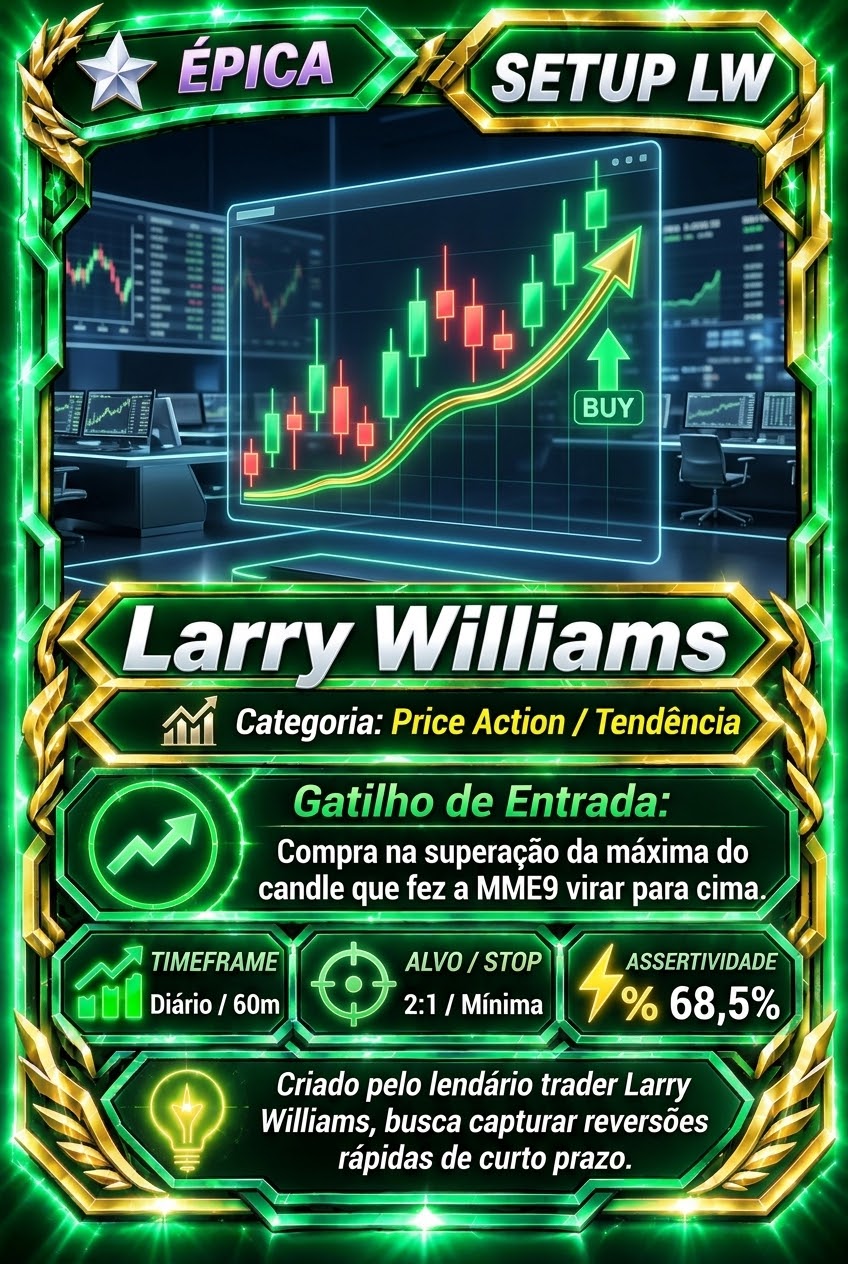 ÉPICA
SETUP LW
BUY
Larry Williams
Categoria: Price Action / Tendência
Gatilho de Entrada:
Compra na superação da máxima do
candle que fez a MME9 virar para cima.
TIMEFRAME
Diário / 60m
ALVO / STOP
2:1 / Mínima
ASSERTIVIDADE
% 68,5%
Criado pelo lendário trader Larry
Williams, busca capturar reversões
rápidas de curto prazo.